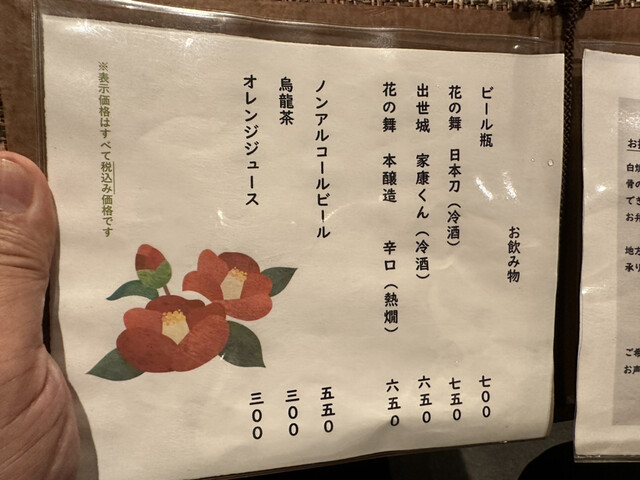 お飲み物
ビール瓶 七〇〇
花の舞 日本刀（冷酒） 七五〇
出世城 家康くん（冷酒） 六五〇
花の舞 本醸造 辛口（熱燗） 六五〇
ノンアルコールビール 五五〇
烏龍茶 三〇〇
オレンジジュース 三〇〇
※表示価格はすべて税込み価格です